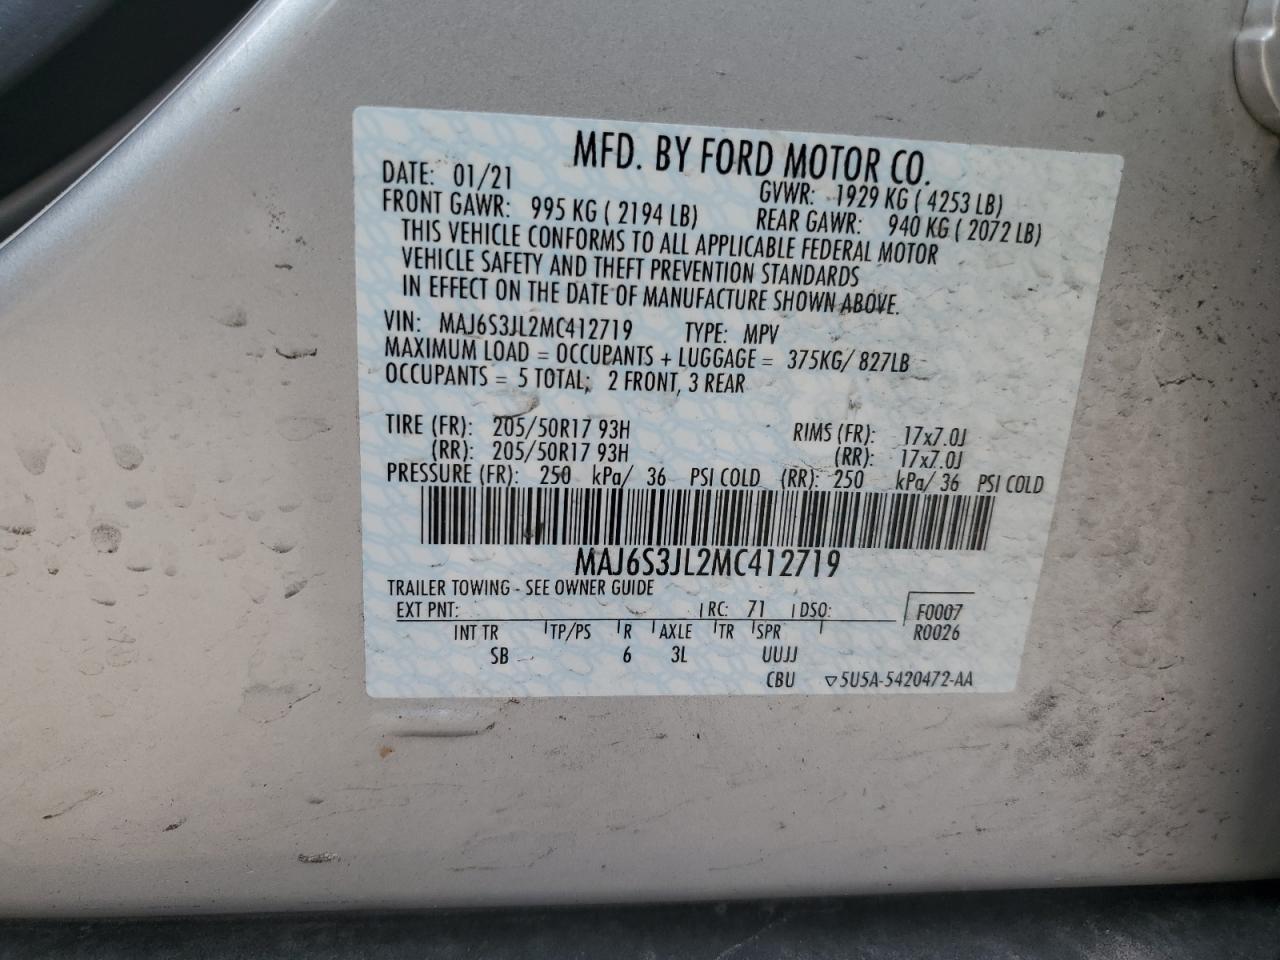 MFD. BY FORD MOTOR CO.
DATE: 01/21 GVWR: 1929 KG ( 4253 LB)
FRONT GAWR: 995 KG ( 2194 LB) REAR GAWR: 940 KG ( 2072 LB)
THIS VEHICLE CONFORMS TO ALL APPLICABLE FEDERAL MOTOR
VEHICLE SAFETY AND THEFT PREVENTION STANDARDS
IN EFFECT ON THE DATE OF MANUFACTURE SHOWN ABOVE.
VIN: MAJ6S3JL2MC412719 TYPE: MPV
MAXIMUM LOAD = OCCUPANTS + LUGGAGE = 375KG/ 827LB
OCCUPANTS = 5 TOTAL; 2 FRONT, 3 REAR
TIRE (FR): 205/50R17 93H RIMS (FR): 17x7.0J
(RR): 205/50R17 93H (RR): 17x7.0J
PRESSURE (FR): 250 kPa/ 36 PSI COLD (RR): 250 kPa/ 36 PSI COLD
MAJ6S3JL2MC412719
TRAILER TOWING - SEE OWNER GUIDE
EXT PNT: RC: 71 DSO: F0007
R0026
INT TR TP/PS R AXLE TR SPR
SB 6 3L UUJJ
CBU ▽5U5A-5420472-AA